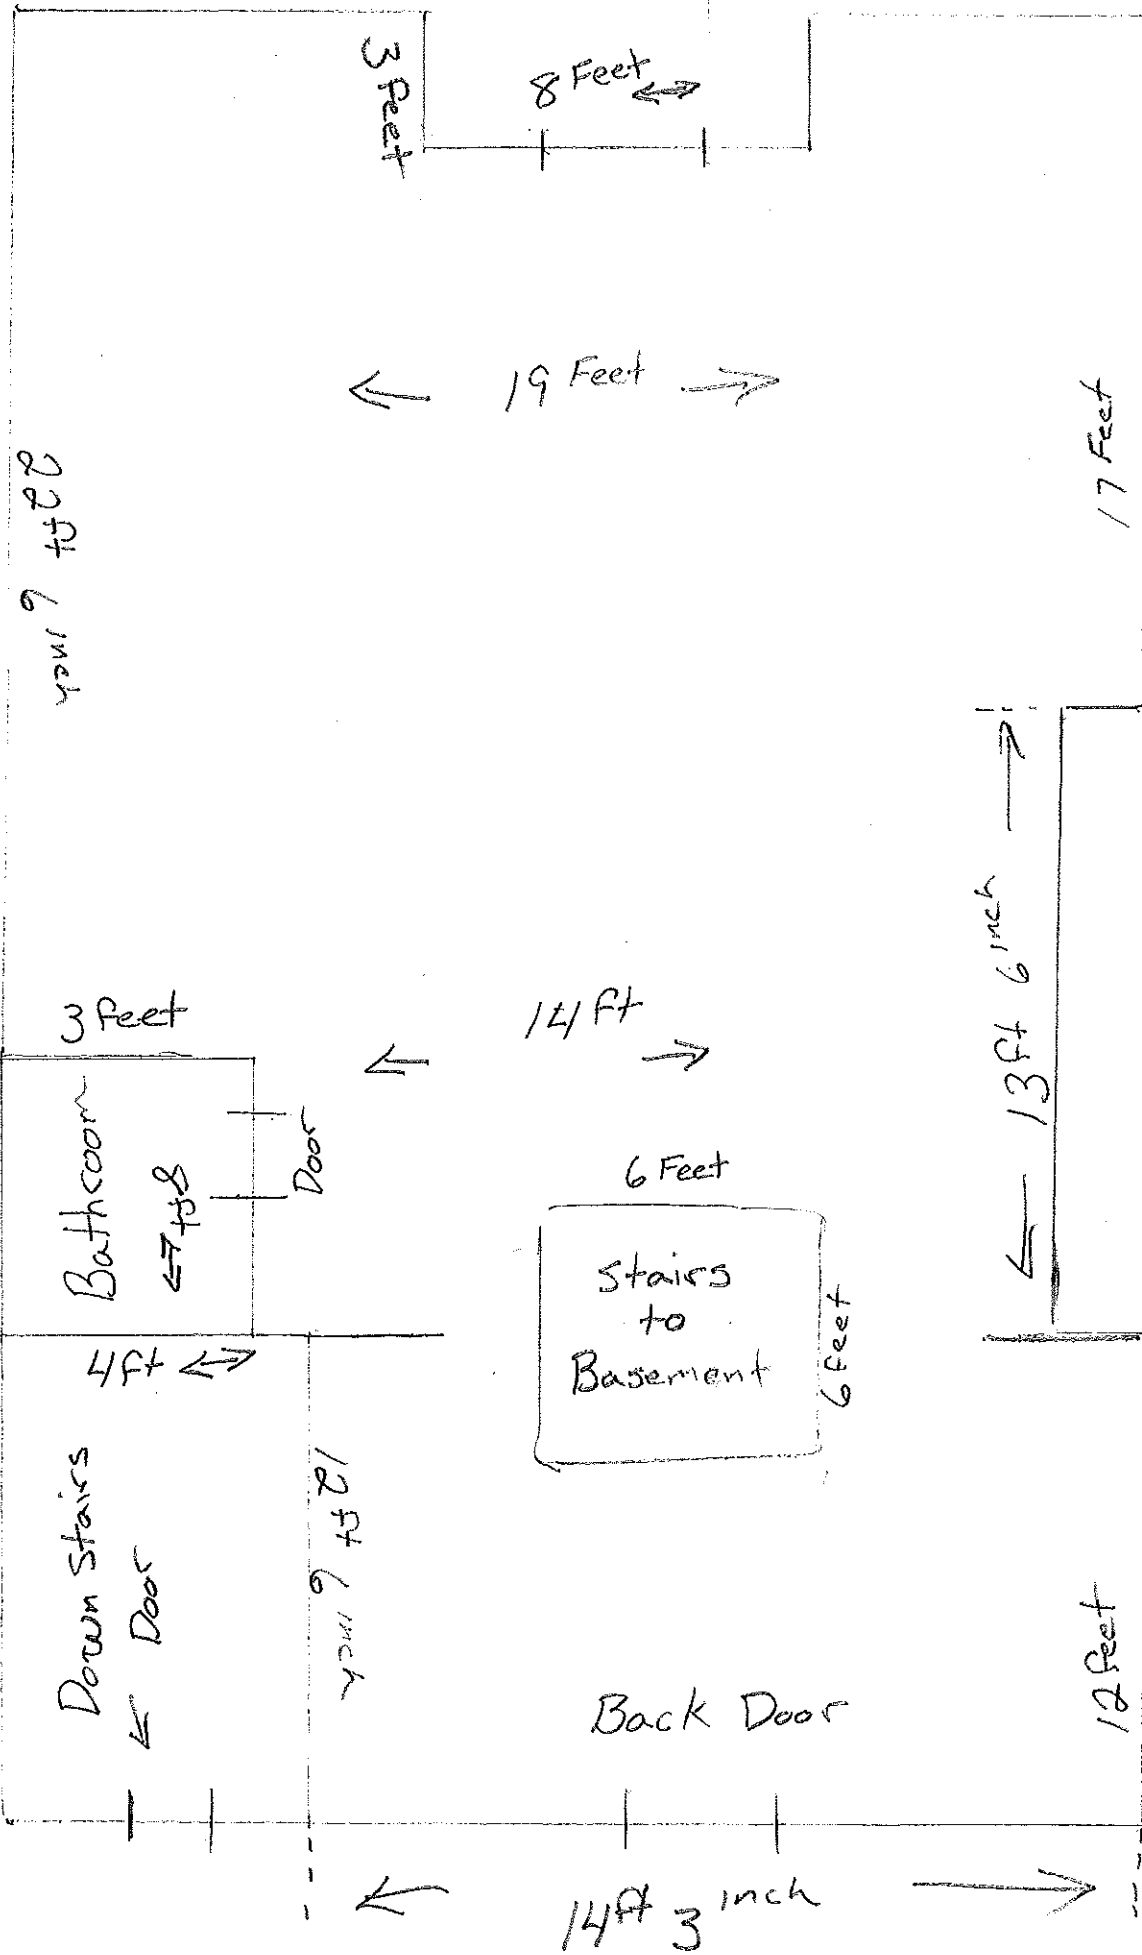 3 feet
8 Feet
19 Feet
17 Feet
22 ft 6 inch
13 ft 6 inch
3 feet
14 ft
Bathroom
8ft
Door
6 Feet
Stairs
to
Basement
6 feet
4 ft
Down Stairs
Door
12 ft 6 inch
Back Door
12 feet
14 ft 3 inch